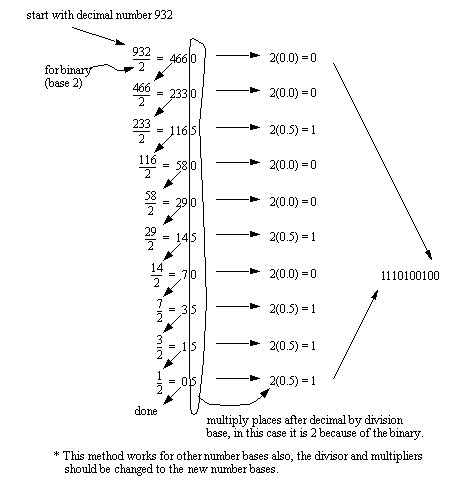 start with decimal number 932
932/2 = 466.0 2(0.0) = 0
for binary
(base 2)
466/2 = 233.0 2(0.0) = 0
233/2 = 116.5 2(0.5) = 1
116/2 = 58.0 2(0.0) = 0
58/2 = 29.0 2(0.0) = 0
29/2 = 14.5 2(0.5) = 1
14/2 = 7.0 2(0.0) = 0
1110100100
7/2 = 3.5 2(0.5) = 1
3/2 = 1.5 2(0.5) = 1
1/2 = 0.5 2(0.5) = 1
done
multiply places after decimal by division
base, in this case it is 2 because of the binary.
* This method works for other number bases also, the divisor and multipliers
should be changed to the new number bases.